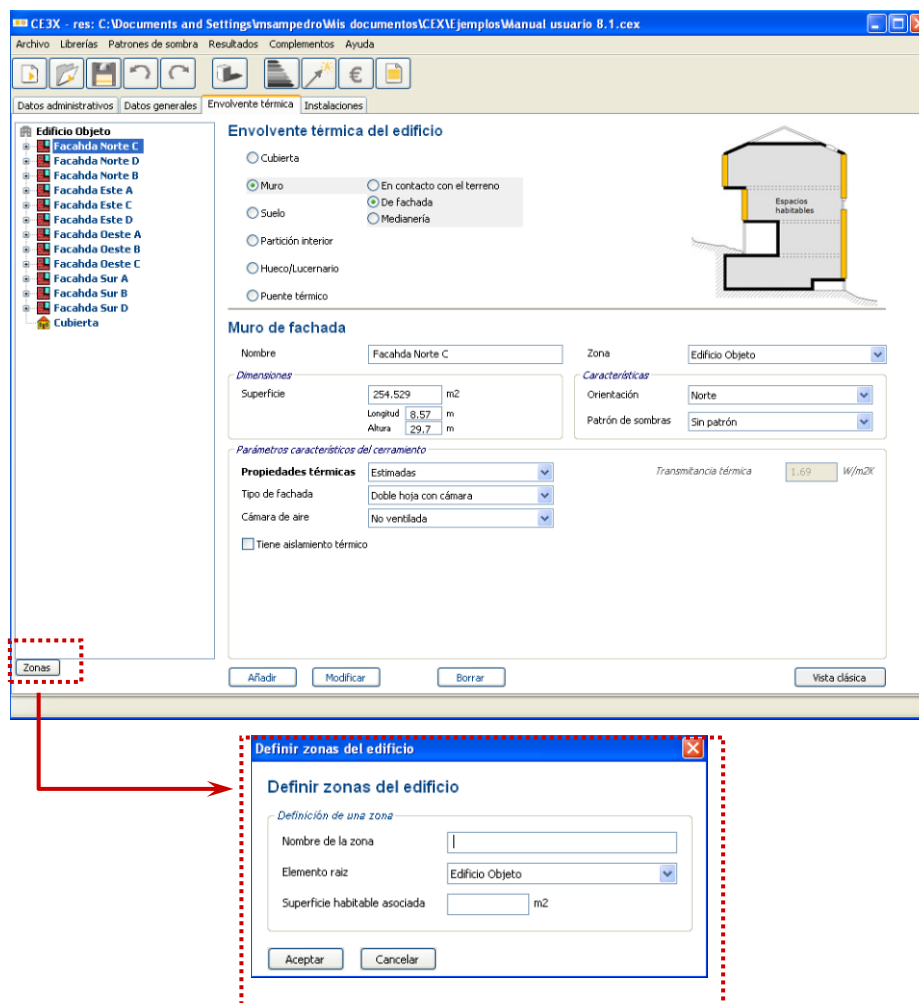 CE3X - res: C:\Documents and Settings\msampedro\Mis documentos\CEX\Ejemplos\Manual usuario 8.1.cex
Archivo Librerías Patrones de sombra Resultados Complementos Ayuda
Datos administrativos Datos generales Envolvente térmica Instalaciones
Edificio Objeto
Facahda Norte C
Facahda Norte D
Facahda Norte B
Facahda Este A
Facahda Este C
Facahda Este D
Facahda Oeste A
Facahda Oeste B
Facahda Oeste C
Facahda Sur A
Facahda Sur B
Facahda Sur D
Cubierta
Zonas
Envolvente térmica del edificio
Cubierta
Muro
Suelo
Partición interior
Hueco/Lucernario
Puente térmico
En contacto con el terreno
De fachada
Medianería
Espacios
habitables
Muro de fachada
Nombre Facahda Norte C Zona Edificio Objeto
Dimensiones
Superficie 254.529 m2
Longitud 8.57 m
Altura 29.7 m
Características
Orientación Norte
Patrón de sombras Sin patrón
Parámetros característicos del cerramiento
Propiedades térmicas Estimadas Transmitancia térmica 1.69 W/m2K
Tipo de fachada Doble hoja con cámara
Cámara de aire No ventilada
Tiene aislamiento térmico
Añadir Modificar Borrar Vista clásica
Definir zonas del edificio
Definir zonas del edificio
Definición de una zona
Nombre de la zona
Elemento raiz Edificio Objeto
Superficie habitable asociada m2
Aceptar Cancelar